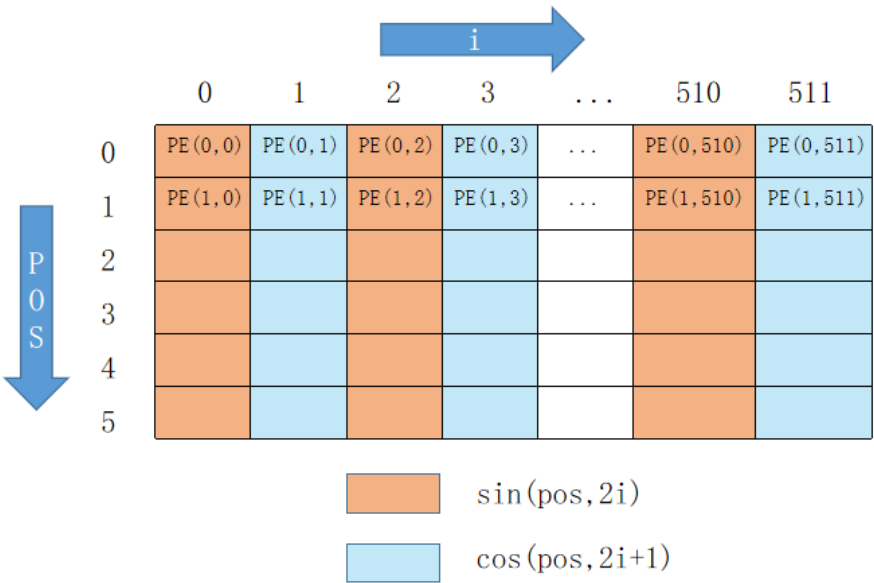 i
0 1 2 3 ... 510 511
0 PE(0,0) PE(0,1) PE(0,2) PE(0,3) ... PE(0,510) PE(0,511)
1 PE(1,0) PE(1,1) PE(1,2) PE(1,3) ... PE(1,510) PE(1,511)
2
3
4
5
POS
sin(pos,2i)
cos(pos,2i+1)